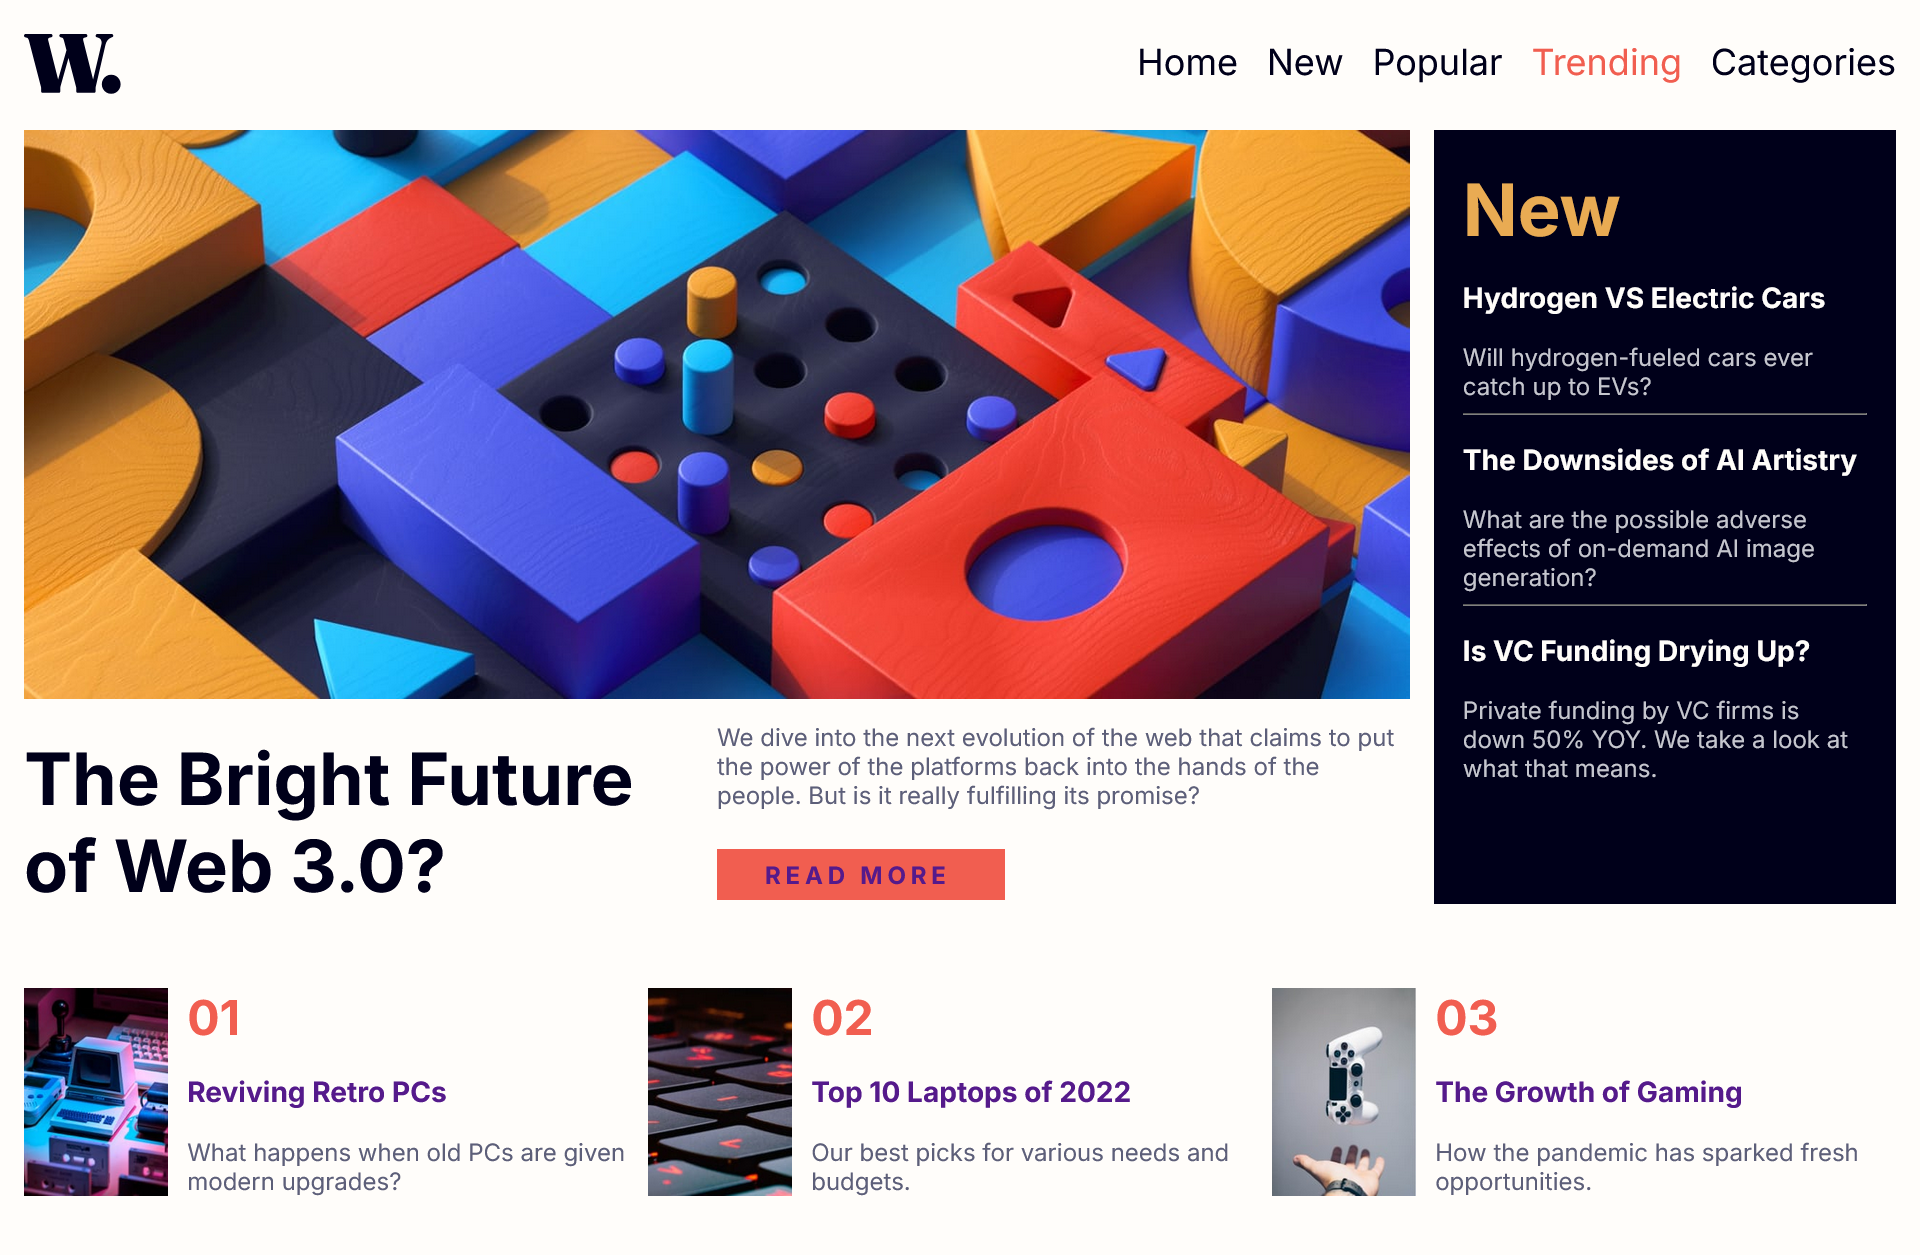 W.
Home New Popular Trending Categories
New
Hydrogen VS Electric Cars
Will hydrogen-fueled cars ever
catch up to EVs?
The Downsides of AI Artistry
What are the possible adverse
effects of on-demand AI image
generation?
Is VC Funding Drying Up?
Private funding by VC firms is
down 50% YOY. We take a look at
what that means.
The Bright Future
of Web 3.0?
We dive into the next evolution of the web that claims to put
the power of the platforms back into the hands of the
people. But is it really fulfilling its promise?
READ MORE
01
Reviving Retro PCs
What happens when old PCs are given
modern upgrades?
02
Top 10 Laptops of 2022
Our best picks for various needs and
budgets.
03
The Growth of Gaming
How the pandemic has sparked fresh
opportunities.